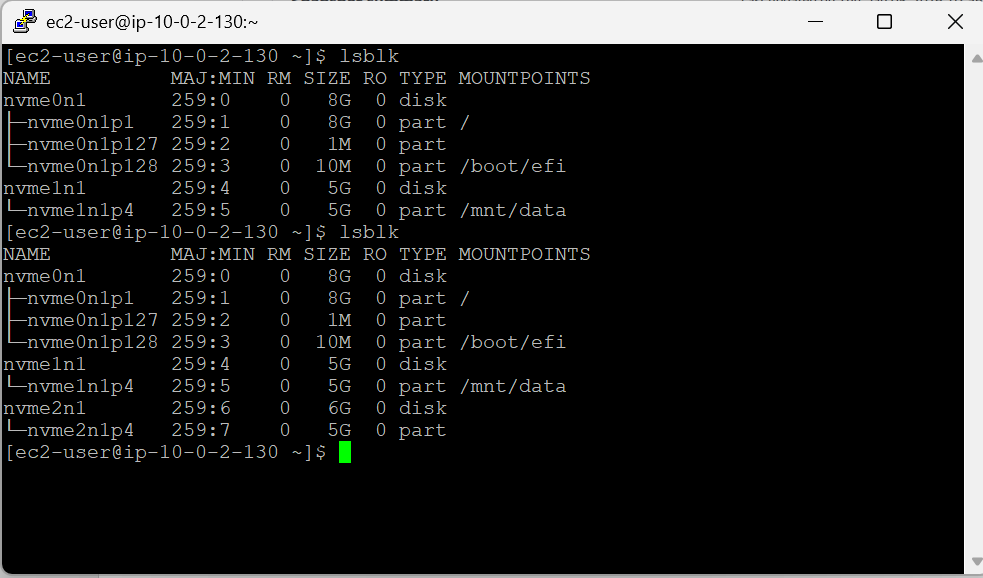 ec2-user@ip-10-0-2-130:~
[ec2-user@ip-10-0-2-130 ~]$ lsblk
NAME          MAJ:MIN RM SIZE RO TYPE MOUNTPOINTS
nvme0n1       259:0    0   8G  0 disk
├─nvme0n1p1   259:1    0   8G  0 part /
├─nvme0n1p127 259:2    0   1M  0 part
└─nvme0n1p128 259:3    0  10M  0 part /boot/efi
nvme1n1       259:4    0   5G  0 disk
└─nvme1n1p4   259:5    0   5G  0 part /mnt/data
[ec2-user@ip-10-0-2-130 ~]$ lsblk
NAME          MAJ:MIN RM SIZE RO TYPE MOUNTPOINTS
nvme0n1       259:0    0   8G  0 disk
├─nvme0n1p1   259:1    0   8G  0 part /
├─nvme0n1p127 259:2    0   1M  0 part
└─nvme0n1p128 259:3    0  10M  0 part /boot/efi
nvme1n1       259:4    0   5G  0 disk
└─nvme1n1p4   259:5    0   5G  0 part /mnt/data
nvme2n1       259:6    0   6G  0 disk
└─nvme2n1p4   259:7    0   5G  0 part
[ec2-user@ip-10-0-2-130 ~]$